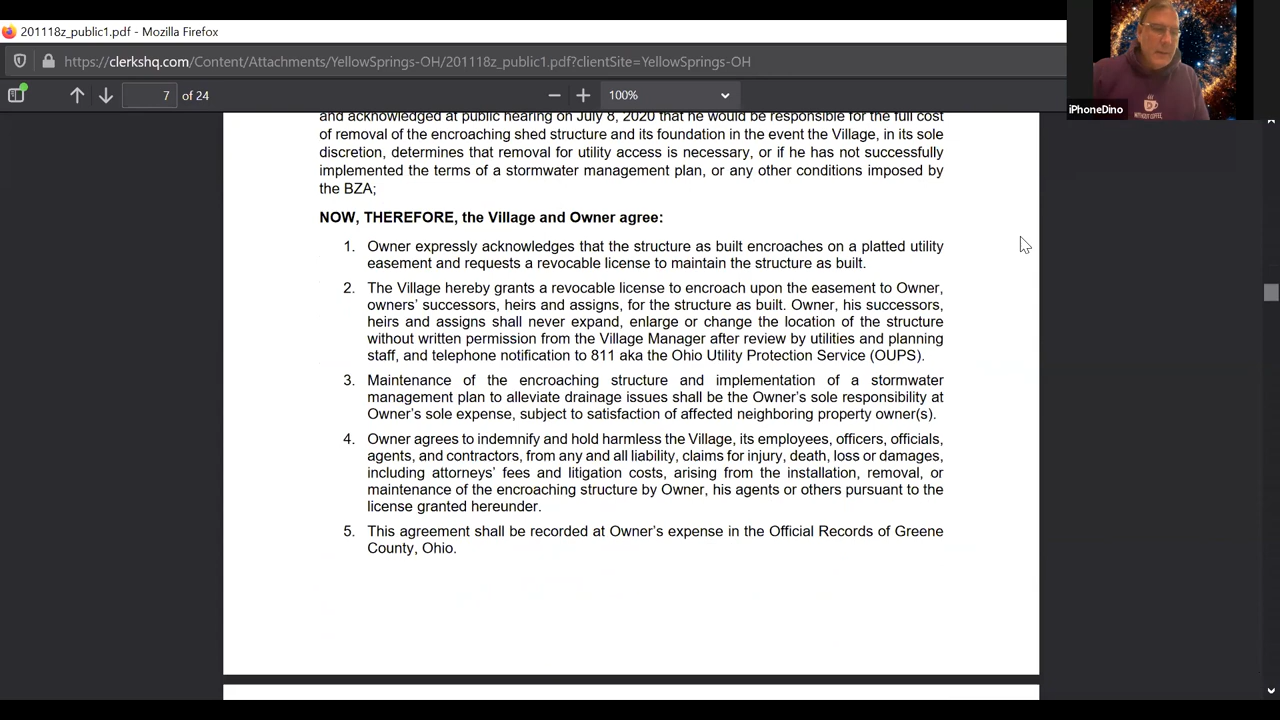 201118z_public1.pdf - Mozilla Firefox
https://clerkshq.com/Content/Attachments/YellowSprings-OH/201118z_public1.pdf?clientSite=YellowSprings-OH
7 of 24
100%
iPhoneDino
WITHOUT COFFEE,
and acknowledged at public hearing on July 8, 2020 that he would be responsible for the full cost
of removal of the encroaching shed structure and its foundation in the event the Village, in its sole
discretion, determines that removal for utility access is necessary, or if he has not successfully
implemented the terms of a stormwater management plan, or any other conditions imposed by
the BZA;
NOW, THEREFORE, the Village and Owner agree:
1. Owner expressly acknowledges that the structure as built encroaches on a platted utility
easement and requests a revocable license to maintain the structure as built.
2. The Village hereby grants a revocable license to encroach upon the easement to Owner,
owners' successors, heirs and assigns, for the structure as built. Owner, his successors,
heirs and assigns shall never expand, enlarge or change the location of the structure
without written permission from the Village Manager after review by utilities and planning
staff, and telephone notification to 811 aka the Ohio Utility Protection Service (OUPS).
3. Maintenance of the encroaching structure and implementation of a stormwater
management plan to alleviate drainage issues shall be the Owner's sole responsibility at
Owner's sole expense, subject to satisfaction of affected neighboring property owner(s).
4. Owner agrees to indemnify and hold harmless the Village, its employees, officers, officials,
agents, and contractors, from any and all liability, claims for injury, death, loss or damages,
including attorneys' fees and litigation costs, arising from the installation, removal, or
maintenance of the encroaching structure by Owner, his agents or others pursuant to the
license granted hereunder.
5. This agreement shall be recorded at Owner's expense in the Official Records of Greene
County, Ohio.